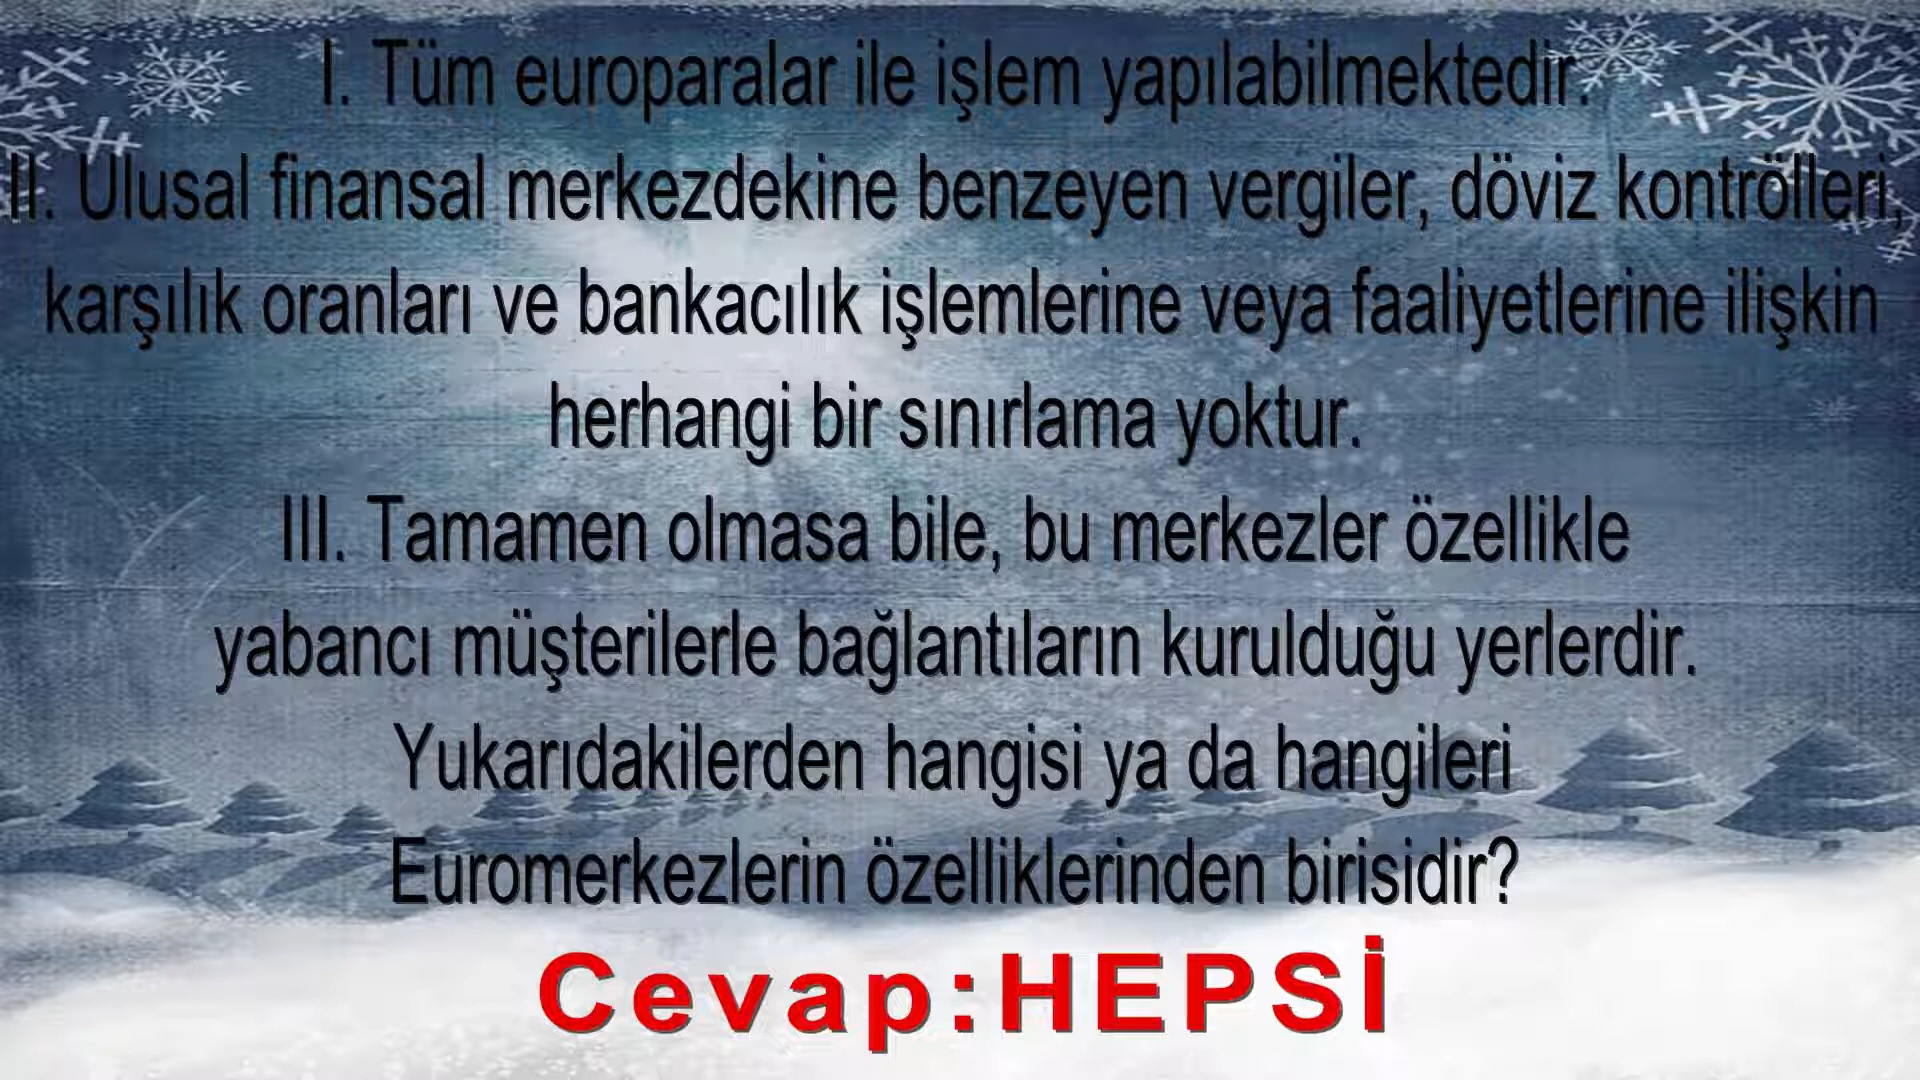 I. Tüm europaralar ile işlem yapılabilmektedir.
II. Ulusal finansal merkezdekine benzeyen vergiler, döviz kontrölleri,
karşılık oranları ve bankacılık işlemlerine veya faaliyetlerine ilişkin
herhangi bir sınırlama yoktur.
III. Tamamen olmasa bile, bu merkezler özellikle
yabancı müşterilerle bağlantıların kurulduğu yerlerdir.
Yukarıdakilerden hangisi ya da hangileri
Euromerkezlerin özelliklerinden birisidir?
Cevap:HEPSİ